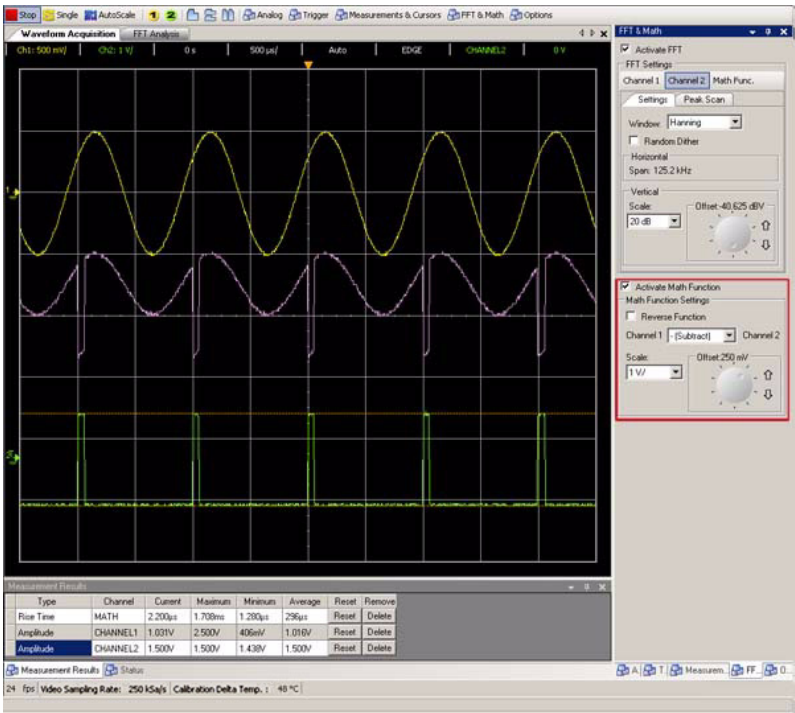 Stop Single AutoScale 1 2 Analog Trigger Measurements & Cursors FFT & Math Options
Waveform Acquisition FFT Analysis
Ch1: 500 mV/ Ch2: 1 V/ 0 s 500 µs/ Auto EDGE CHANNEL2 0 V
FFT & Math
Activate FFT
FFT Settings
Channel 1 Channel 2 Math Func.
Settings Peak Scan
Window: Hanning
Random Dither
Horizontal
Span: 125.2 kHz
Vertical
Scale: Offset:-40.625 dBV
20 dB
Activate Math Function
Math Function Settings
Reverse Function
Channel 1 - (Subtract) Channel 2
Scale: Offset:250 mV
1 V/
Measurement Results
Type Channel Current Maximum Minimum Average Reset Remove
Rise Time MATH 2.200µs 1.708ms 1.280µs 296µs Reset Delete
Amplitude CHANNEL1 1.031V 2.500V 406mV 1.016V Reset Delete
Amplitude CHANNEL2 1.500V 1.500V 1.438V 1.500V Reset Delete
Measurement Results Status
A T Measurem.. FF.. O...
24 fps Video Sampling Rate: 250 kSa/s Calibration Delta Temp. : 48 °C